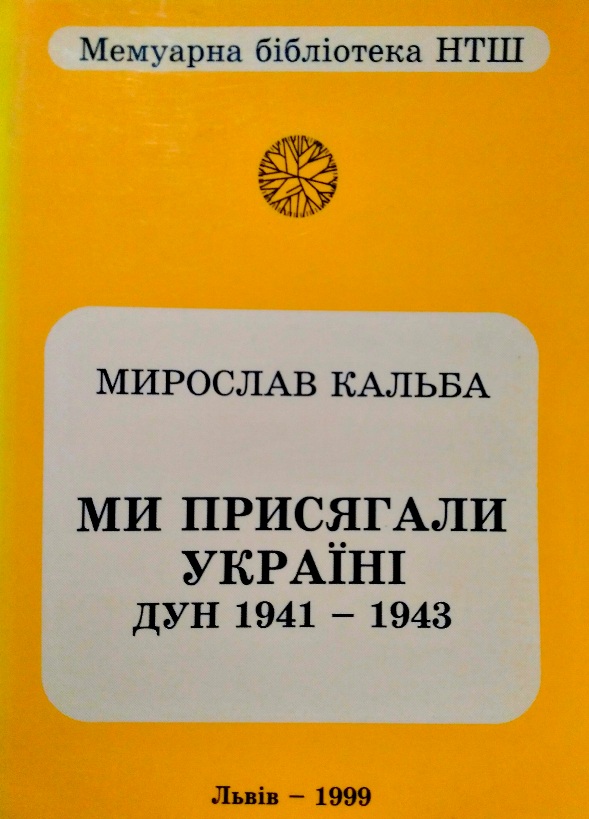 Мемуарна бібліотека НТШ
МИРОСЛАВ КАЛЬБА
МИ ПРИСЯГАЛИ
УКРАЇНІ
ДУН 1941 – 1943
Львів – 1999